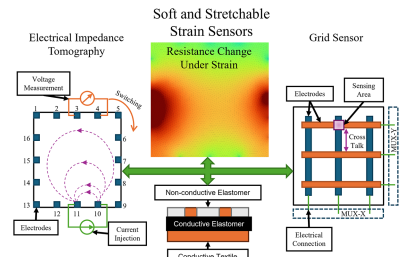 Soft and Stretchable
Strain Sensors
Electrical Impedance
Tomography
Resistance Change
Under Strain
Grid Sensor
Voltage
Measurement
Switching
Electrodes
Sensing
Area
1 2 3 4 5
16 6
15 7
14 8
13 12 11 10 9
Cross
Talk
MUX-Y
MUX-X
Non-conductive Elastomer
Conductive Elastomer
Conductive Textile
Electrodes
Current
Injection
Electrical
Connection